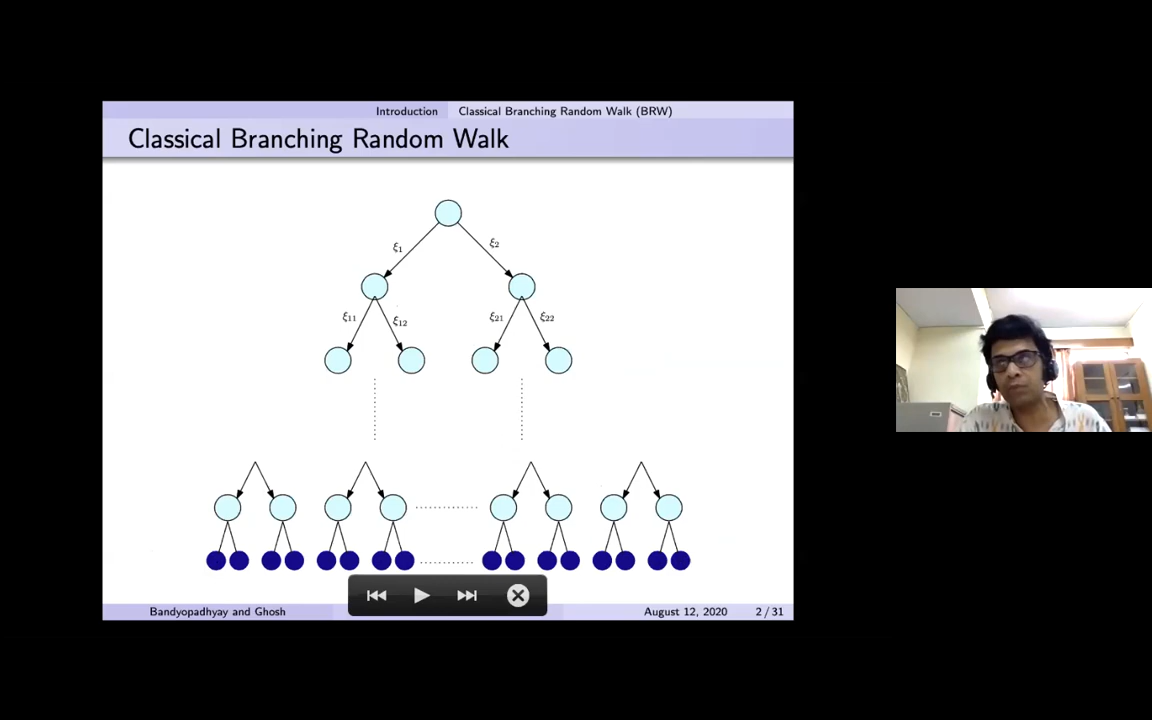 Introduction Classical Branching Random Walk (BRW)
Classical Branching Random Walk
ξ1 ξ2
ξ11 ξ12 ξ21 ξ22
Bandyopadhyay and Ghosh August 12, 2020 2 / 31